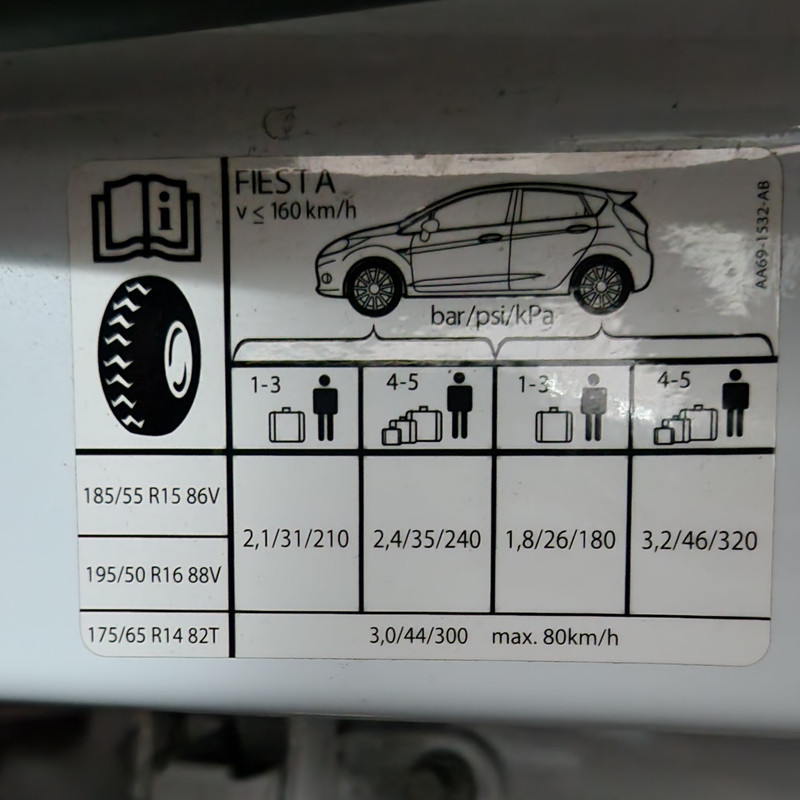 FIESTA
v ≤ 160 km/h
AA69-1532-AB
bar/psi/kPa
1-3 4-5 1-3 4-5
185/55 R15 86V
2,1/31/210 2,4/35/240 1,8/26/180 3,2/46/320
195/50 R16 88V
175/65 R14 82T 3,0/44/300 max. 80km/h